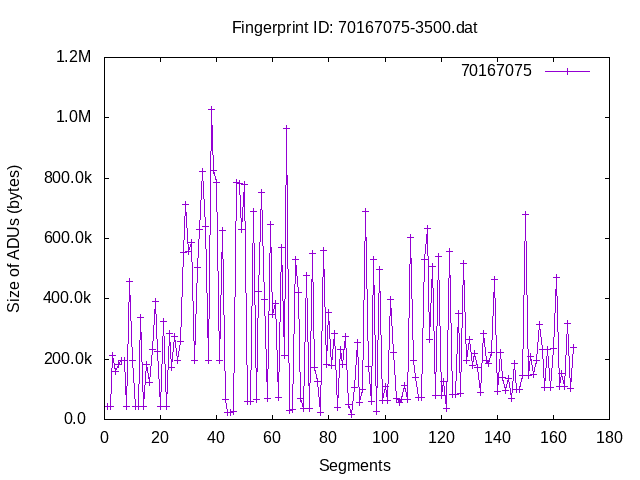 Fingerprint ID: 70167075-3500.dat
1.2M
70167075
1.0M
800.0k
600.0k
400.0k
200.0k
0.0
Size of ADUs (bytes)
0 20 40 60 80 100 120 140 160 180
Segments